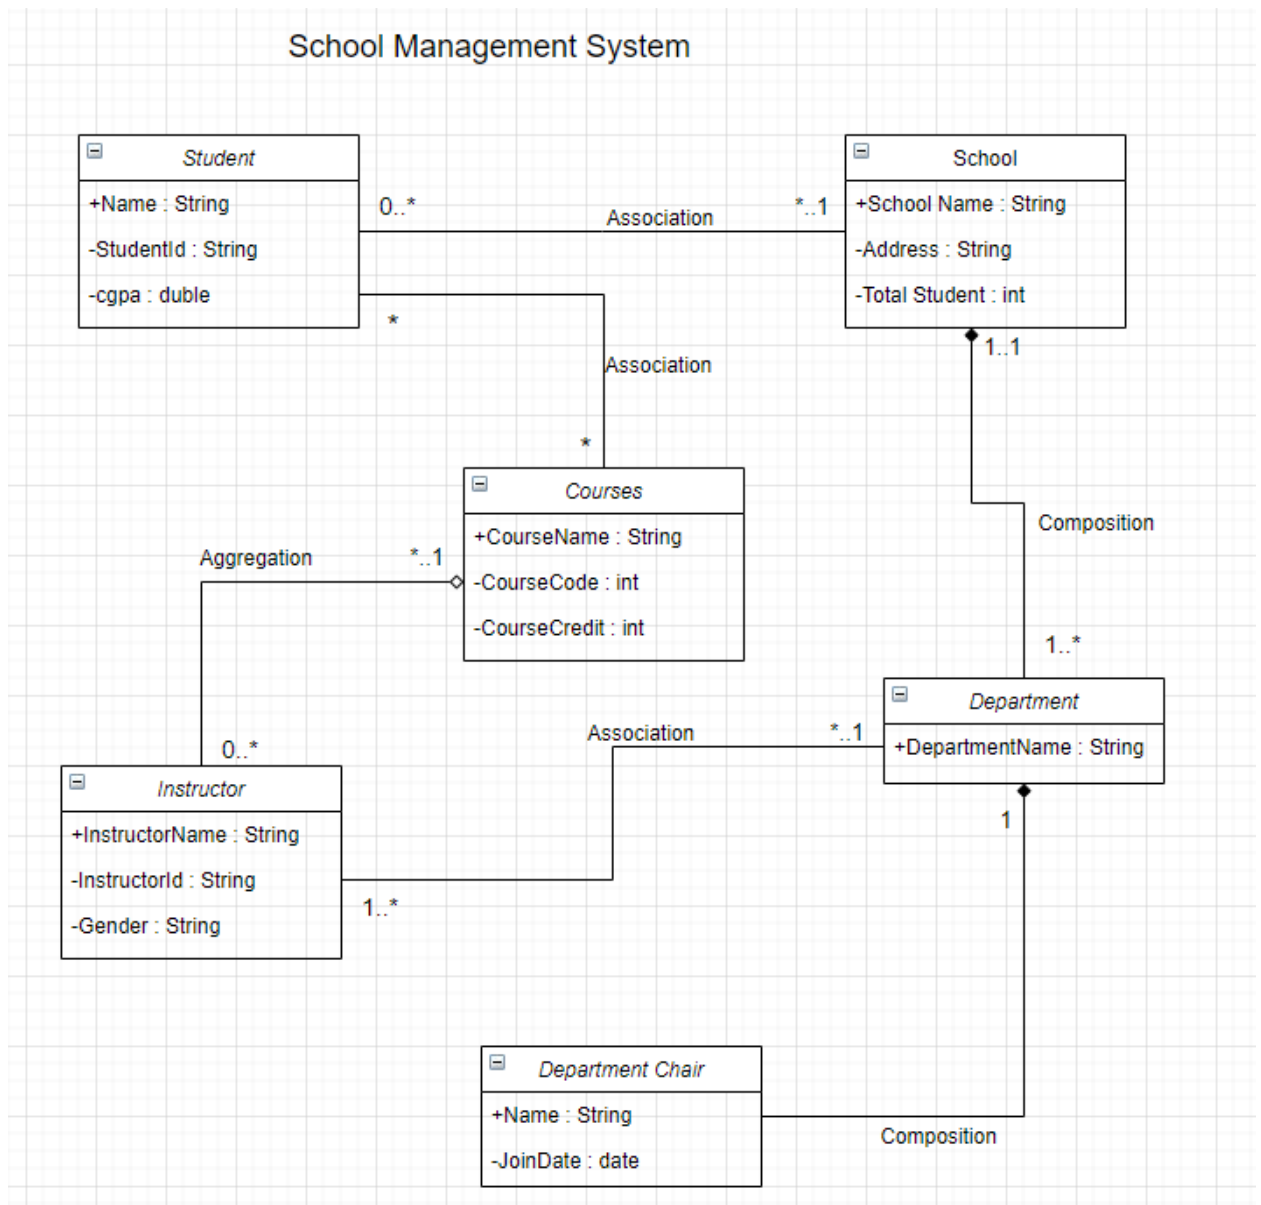 School Management System
Student
+Name : String
-StudentId : String
-cgpa : duble
0..*
Association
*..1
School
+School Name : String
-Address : String
-Total Student : int
*
Association
*
1..1
Composition
1..*
Courses
+CourseName : String
-CourseCode : int
-CourseCredit : int
Aggregation
*..1
0..*
Department
+DepartmentName : String
Association
*..1
1
Instructor
+InstructorName : String
-InstructorId : String
-Gender : String
1..*
Department Chair
+Name : String
-JoinDate : date
Composition